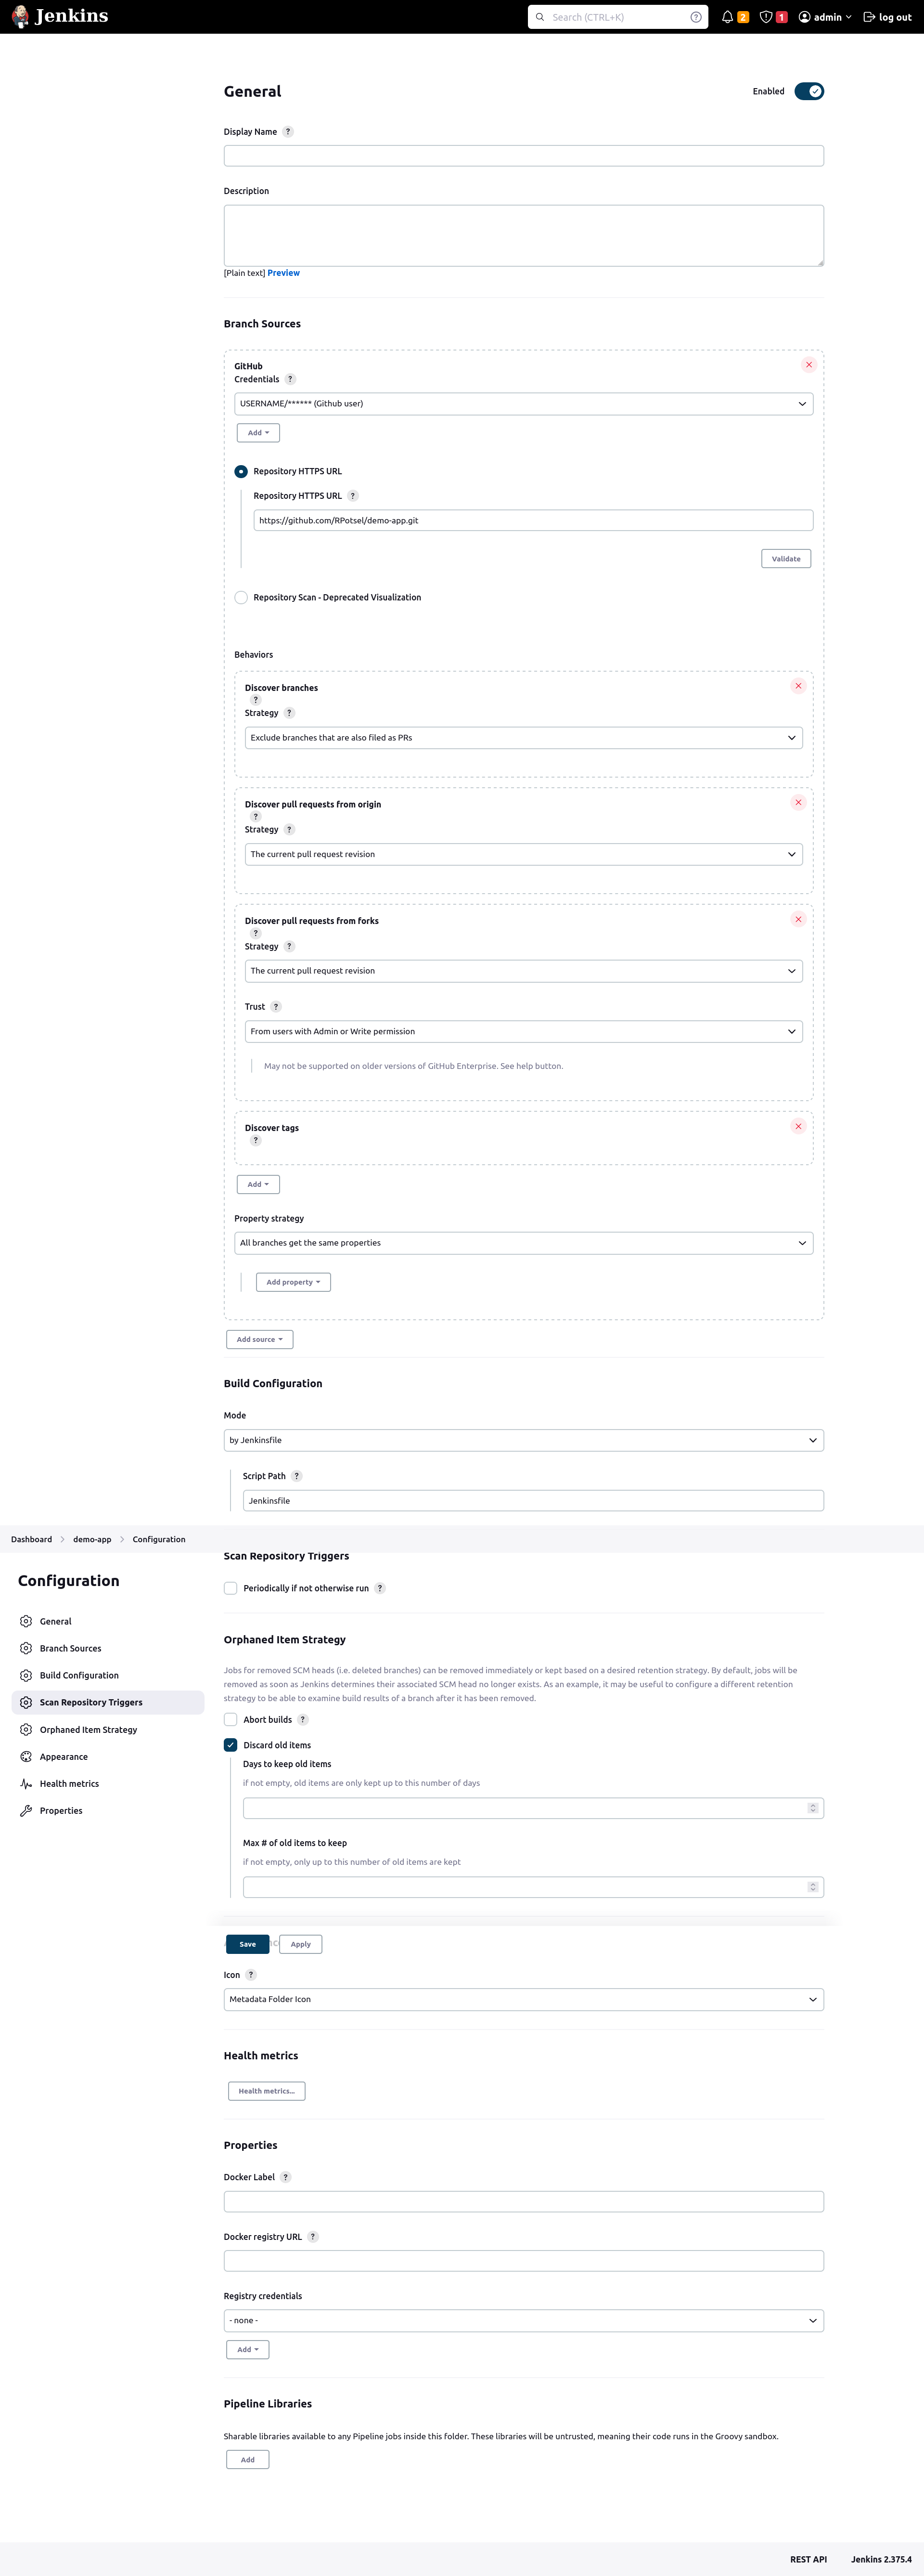 Jenkins
Search (CTRL+K)
2
1
admin
log out
General
Enabled
Display Name ?
Description
[Plain text] Preview
Branch Sources
GitHub
Credentials ?
USERNAME/****** (Github user)
Add
Repository HTTPS URL
Repository HTTPS URL ?
https://github.com/RPotsel/demo-app.git
Validate
Repository Scan - Deprecated Visualization
Behaviors
Discover branches
?
Strategy ?
Exclude branches that are also filed as PRs
Discover pull requests from origin
?
Strategy ?
The current pull request revision
Discover pull requests from forks
?
Strategy ?
The current pull request revision
Trust ?
From users with Admin or Write permission
May not be supported on older versions of GitHub Enterprise. See help button.
Discover tags
?
Add
Property strategy
All branches get the same properties
Add property
Add source
Build Configuration
Mode
by Jenkinsfile
Script Path ?
Jenkinsfile
Dashboard > demo-app > Configuration
Configuration
General
Branch Sources
Build Configuration
Scan Repository Triggers
Orphaned Item Strategy
Appearance
Health metrics
Properties
Scan Repository Triggers
Periodically if not otherwise run ?
Orphaned Item Strategy
Jobs for removed SCM heads (i.e. deleted branches) can be removed immediately or kept based on a desired retention strategy. By default, jobs will be
removed as soon as Jenkins determines their associated SCM head no longer exists. As an example, it may be useful to configure a different retention
strategy to be able to examine build results of a branch after it has been removed.
Abort builds ?
Discard old items
Days to keep old items
if not empty, old items are only kept up to this number of days
Max # of old items to keep
if not empty, only up to this number of old items are kept
Save
Apply
Icon ?
Metadata Folder Icon
Health metrics
Health metrics...
Properties
Docker Label ?
Docker registry URL ?
Registry credentials
- none -
Add
Pipeline Libraries
Sharable libraries available to any Pipeline jobs inside this folder. These libraries will be untrusted, meaning their code runs in the Groovy sandbox.
Add
REST API
Jenkins 2.375.4